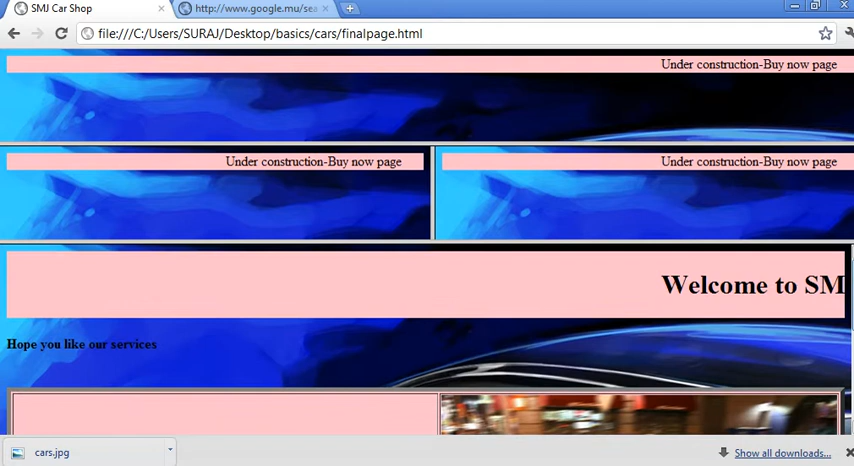 SMJ Car Shop
http://www.google.mu/sea
file:///C:/Users/SURAJ/Desktop/basics/cars/finalpage.html
Under construction-Buy now page
Under construction-Buy now page
Under construction-Buy now page
Welcome to SM
Hope you like our services
cars.jpg
Show all downloads...